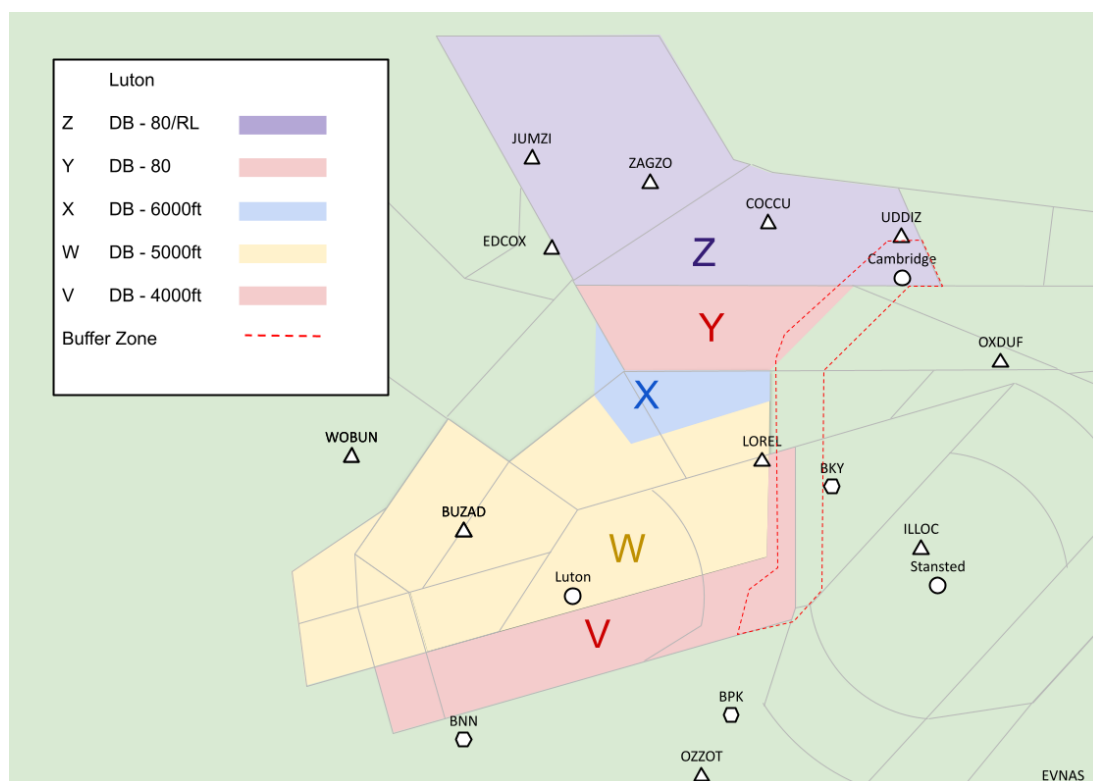 Luton
Z DB - 80/RL
Y DB - 80
X DB - 6000ft
W DB - 5000ft
V DB - 4000ft
Buffer Zone
JUMZI
ZAGZO
COCCU
UDDIZ
EDCOX
Z
Cambridge
Y
OXDUF
X
WOBUN
LOREL
BKY
BUZAD
W
ILLOC
Stansted
Luton
V
BPK
BNN
OZZOT
EVNAS